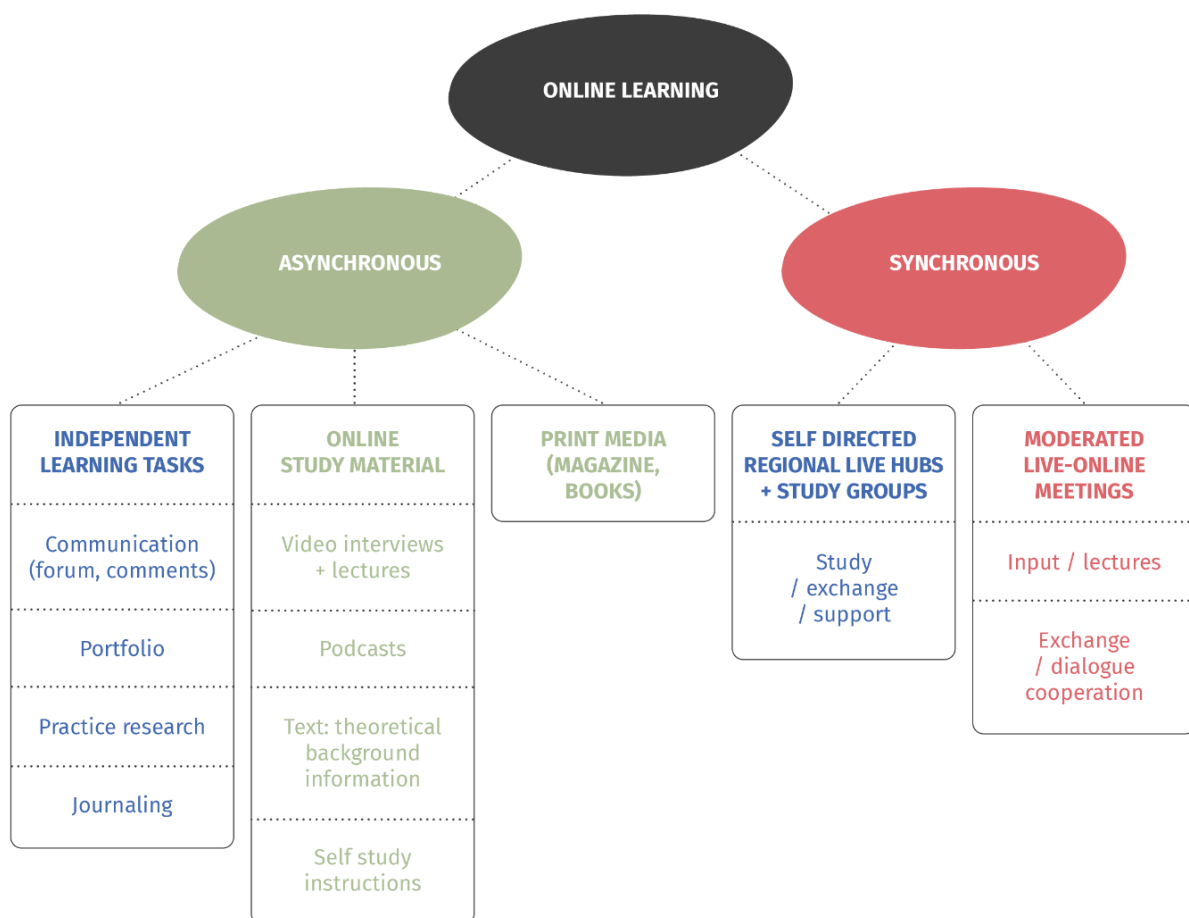 ONLINE LEARNING
ASYNCHRONOUS
SYNCHRONOUS
INDEPENDENT
LEARNING TASKS
Communication
(forum, comments)
Portfolio
Practice research
Journaling
ONLINE
STUDY MATERIAL
Video interviews
+ lectures
Podcasts
Text: theoretical
background
information
Self study
instructions
PRINT MEDIA
(MAGAZINE,
BOOKS)
SELF DIRECTED
REGIONAL LIVE HUBS
+ STUDY GROUPS
Study
/ exchange
/ support
MODERATED
LIVE-ONLINE
MEETINGS
Input / lectures
Exchange
/ dialogue
cooperation